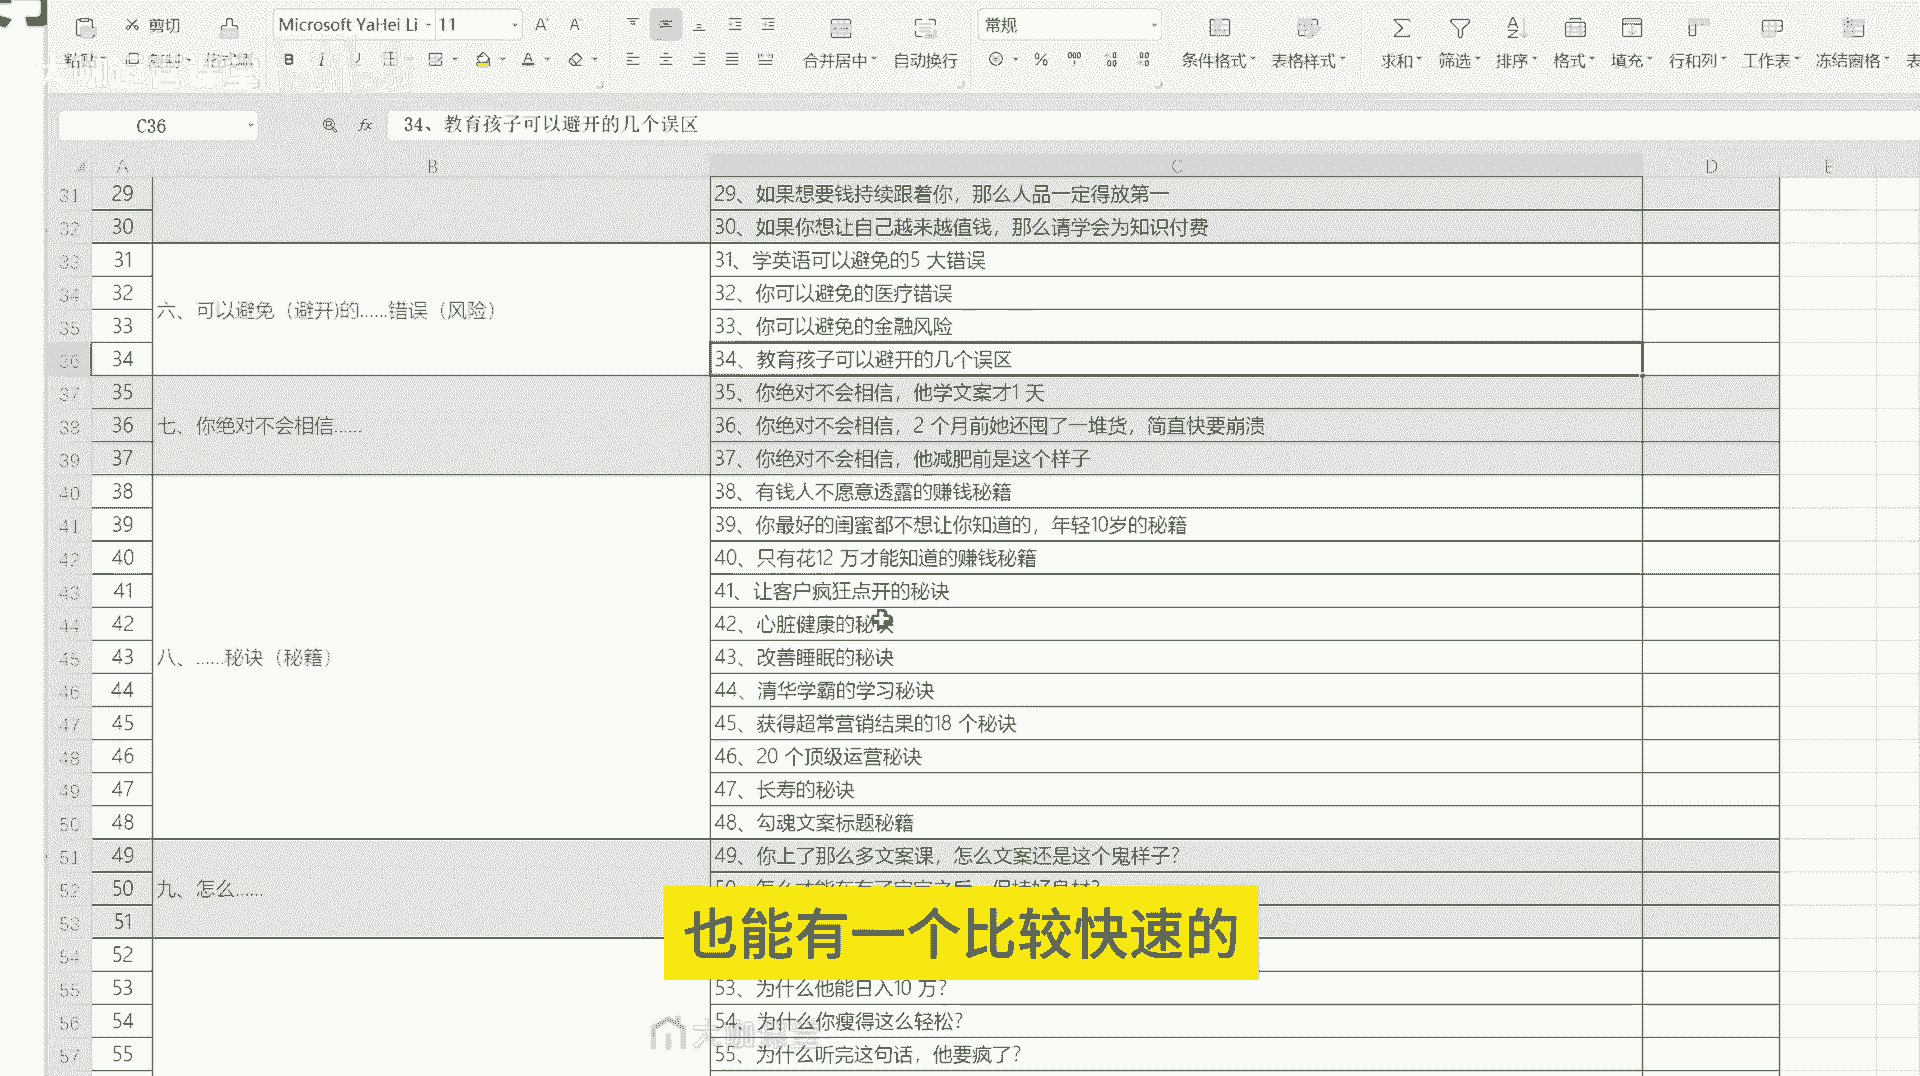 剪切
Microsoft YaHei Li 11
A⁺ A⁻
常规
粘贴 复制 格式刷
B I U A
合并居中 自动换行
% 000
条件格式 表格样式 求和 筛选 排序 格式 填充 行和列 工作表 冻结窗格 表
C36 fx 34、教育孩子可以避开的几个误区
A B C D E
31 29 29、如果想要钱持续跟着你，那么人品一定得放第一
32 30 30、如果你想让自己越来越值钱，那么请学会为知识付费
33 31 31、学英语可以避免的5 大错误
34 32 32、你可以避免的医疗错误
六、可以避免（避开)的......错误（风险）
35 33 33、你可以避免的金融风险
36 34 34、教育孩子可以避开的几个误区
37 35 35、你绝对不会相信，他学文案才1 天
38 36 七、你绝对不会相信...... 36、你绝对不会相信，2 个月前她还囤了一堆货，简直快要崩溃
39 37 37、你绝对不会相信，他减肥前是这个样子
40 38 38、有钱人不愿意透露的赚钱秘籍
41 39 39、你最好的闺蜜都不想让你知道的，年轻10岁的秘籍
42 40 40、只有花12 万才能知道的赚钱秘籍
43 41 41、让客户疯狂点开的秘诀
44 42 42、心脏健康的秘诀
45 43 八、......秘诀（秘籍） 43、改善睡眠的秘诀
46 44 44、清华学霸的学习秘诀
47 45 45、获得超常营销结果的18 个秘诀
48 46 46、20 个顶级运营秘诀
49 47 47、长寿的秘诀
50 48 48、勾魂文案标题秘籍
51 49 49、你上了那么多文案课，怎么文案还是这个鬼样子？
52 50 九、怎么...... 50、怎么才能在有了宝宝之后，保持好身材？
53 51
也能有一个比较快速的
54 52
55 53 53、为什么他能日入10 万？
56 54 54、为什么你瘦得这么轻松？
大咖课堂
57 55 55、为什么听完这句话，他要疯了？